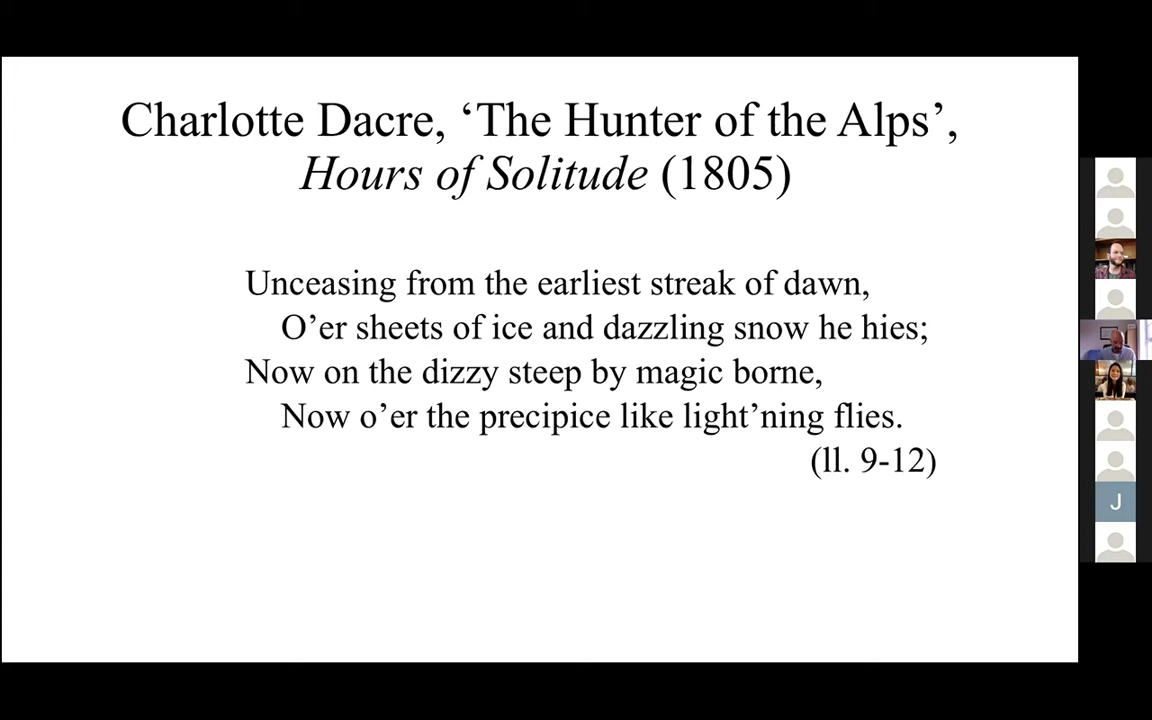 Charlotte Dacre, ‘The Hunter of the Alps’,
Hours of Solitude (1805)
Unceasing from the earliest streak of dawn,
O’er sheets of ice and dazzling snow he hies;
Now on the dizzy steep by magic borne,
Now o’er the precipice like light’ning flies.
(ll. 9-12)
J